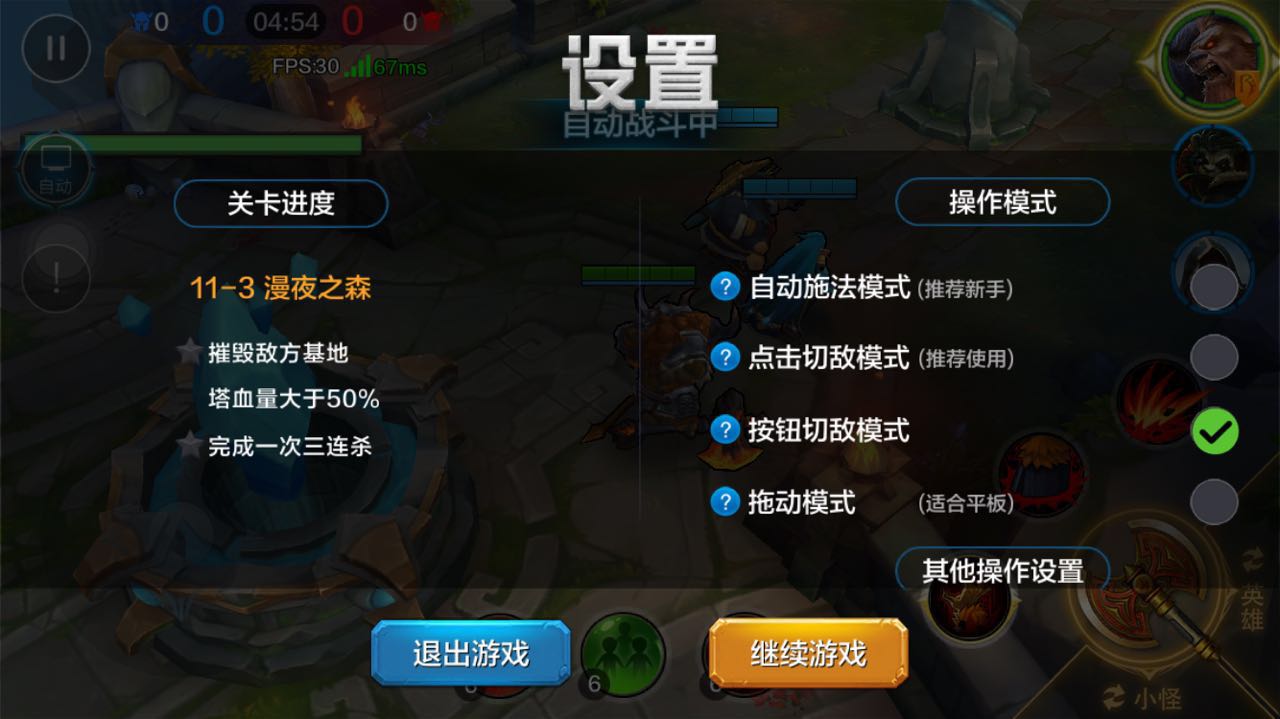 0 0 04:54 0 0
FPS:30 67ms
设置
自动战斗中
自动
关卡进度
11-3 漫夜之森
摧毁敌方基地
塔血量大于50%
完成一次三连杀
操作模式
? 自动施法模式 (推荐新手)
? 点击切敌模式 (推荐使用)
? 按钮切敌模式
? 拖动模式 (适合平板)
其他操作设置
英雄
退出游戏
继续游戏
6
小怪